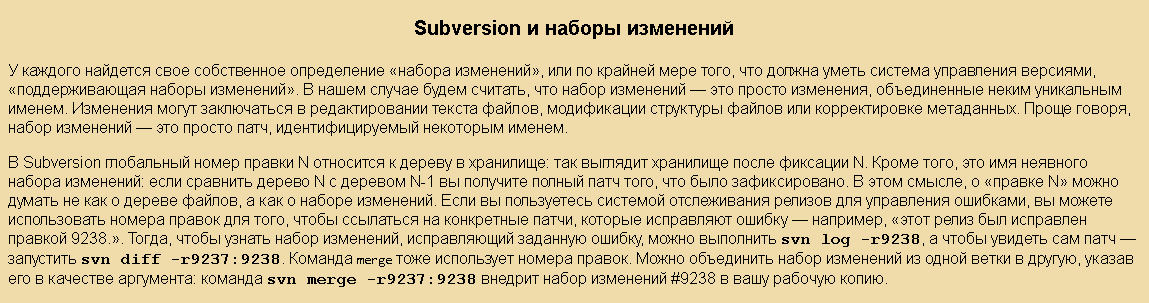 Subversion и наборы изменений
У каждого найдется свое собственное определение «набора изменений», или по крайней мере того, что должна уметь система управления версиями,
«поддерживающая наборы изменений». В нашем случае будем считать, что набор изменений — это просто изменения, объединенные неким уникальным
именем. Изменения могут заключаться в редактировании текста файлов, модификации структуры файлов или корректировке метаданных. Проще говоря,
набор изменений — это просто патч, идентифицируемый некоторым именем.
В Subversion глобальный номер правки N относится к дереву в хранилище: так выглядит хранилище после фиксации N. Кроме того, это имя неявного
набора изменений: если сравнить дерево N с деревом N-1 вы получите полный патч того, что было зафиксировано. В этом смысле, о «правке N» можно
думать не как о дереве файлов, а как о наборе изменений. Если вы пользуетесь системой отслеживания релизов для управления ошибками, вы можете
использовать номера правок для того, чтобы ссылаться на конкретные патчи, которые исправляют ошибку — например, «этот релиз был исправлен
правкой 9238.». Тогда, чтобы узнать набор изменений, исправляющий заданную ошибку, можно выполнить svn log -r9238, а чтобы увидеть сам патч —
запустить svn diff -r9237:9238. Команда merge тоже использует номера правок. Можно объединить набор изменений из одной ветки в другую, указав
его в качестве аргумента: команда svn merge -r9237:9238 внедрит набор изменений #9238 в вашу рабочую копию.